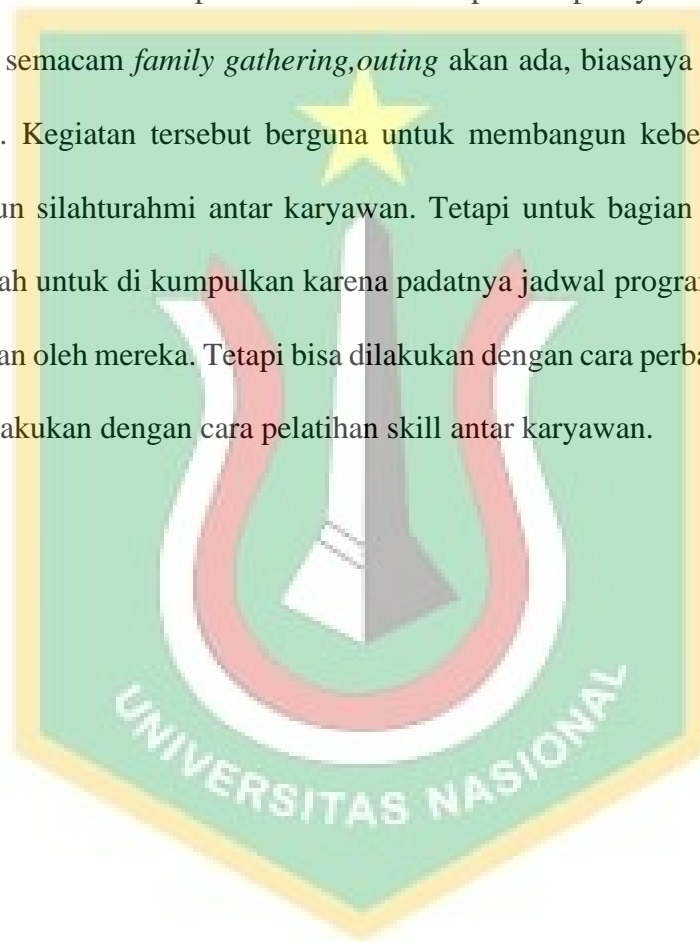 semacam family gathering,outing akan ada, biasanya
. Kegiatan tersebut berguna untuk membangun kebe
un silahturahmi antar karyawan. Tetapi untuk bagian
ah untuk di kumpulkan karena padatnya jadwal program
an oleh mereka. Tetapi bisa dilakukan dengan cara perba
akukan dengan cara pelatihan skill antar karyawan.
UNIVERSITAS NASIONAL